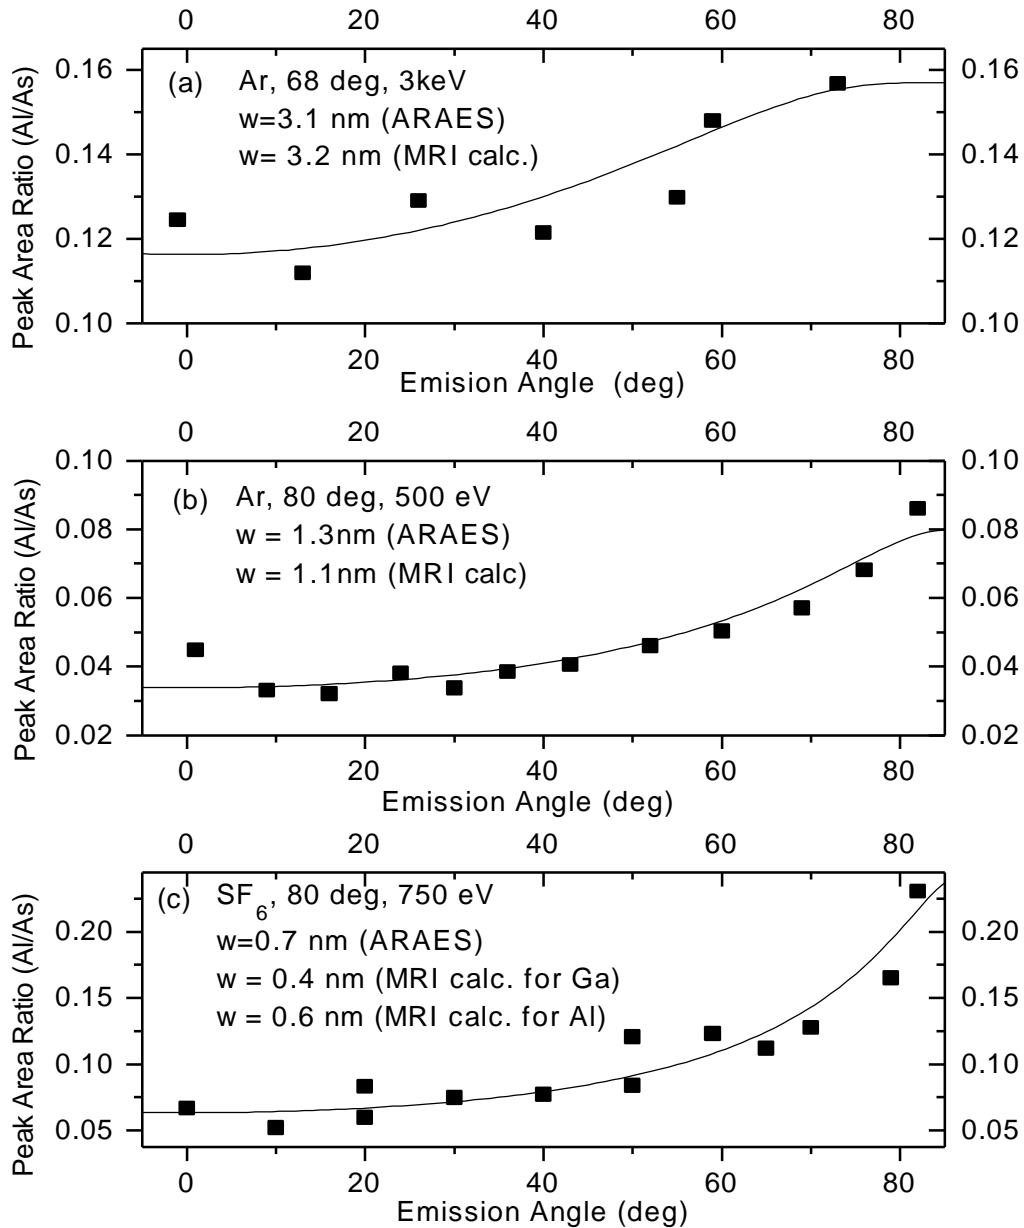 0 20 40 60 80
0.16 0.16
(a) Ar, 68 deg, 3keV
w=3.1 nm (ARAES)
w= 3.2 nm (MRI calc.)
0.14 0.14
0.12 0.12
0.10 0.10
Peak Area Ratio (Al/As)
0 20 40 60 80
Emision Angle (deg)
0 20 40 60 80
0.10 0.10
(b) Ar, 80 deg, 500 eV
w = 1.3nm (ARAES)
w = 1.1nm (MRI calc)
0.08 0.08
0.06 0.06
0.04 0.04
0.02 0.02
Peak Area Ratio (Al/As)
0 20 40 60 80
Emission Angle (deg)
0 20 40 60 80
(c) SF6, 80 deg, 750 eV
w=0.7 nm (ARAES)
w = 0.4 nm (MRI calc. for Ga)
w = 0.6 nm (MRI calc. for Al)
0.20 0.20
0.15 0.15
0.10 0.10
0.05 0.05
Peak Area Ratio (Al/As)
0 20 40 60 80
Emission Angle (deg)